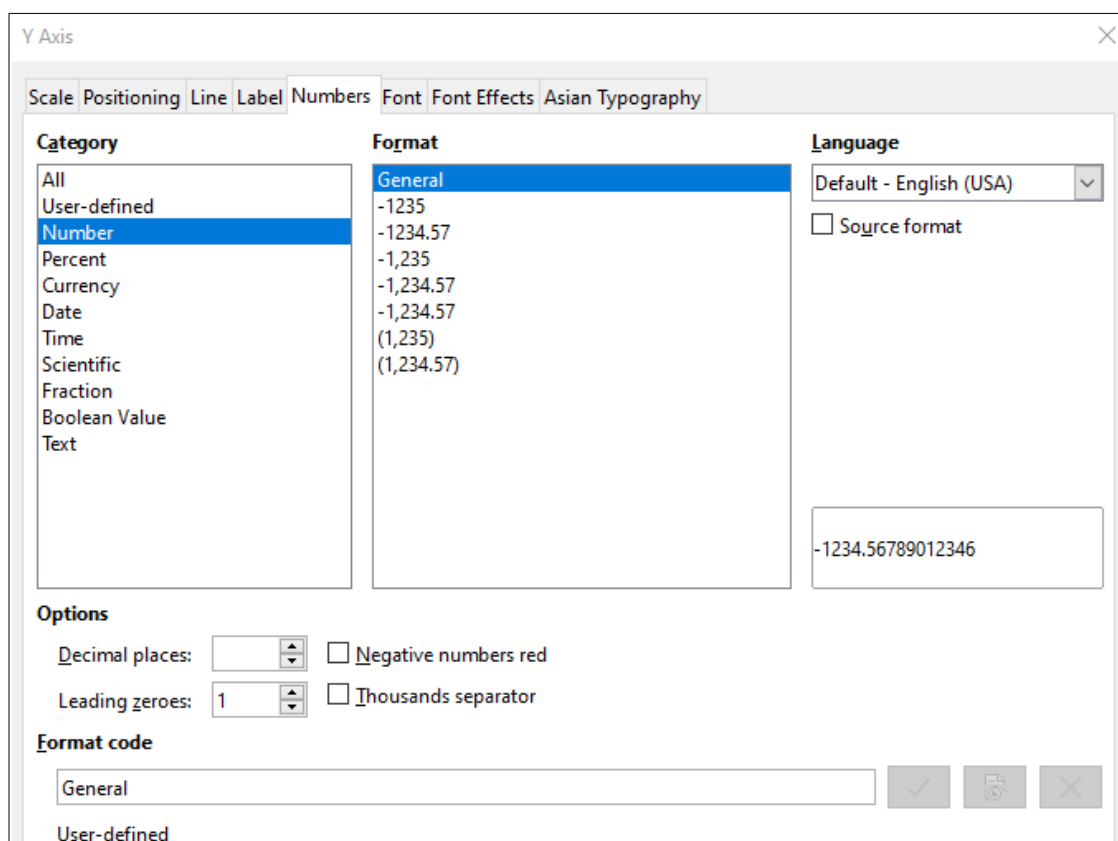 Y Axis
Scale Positioning Line Label Numbers Font Font Effects Asian Typography
Category
All
User-defined
Number
Percent
Currency
Date
Time
Scientific
Fraction
Boolean Value
Text
Format
General
-1235
-1234.57
-1,235
-1,234.57
-1,234.57
(1,235)
(1,234.57)
Language
Default - English (USA)
Source format
-1234.56789012346
Options
Decimal places:
Negative numbers red
Leading zeroes: 1
Thousands separator
Format code
General
User-defined